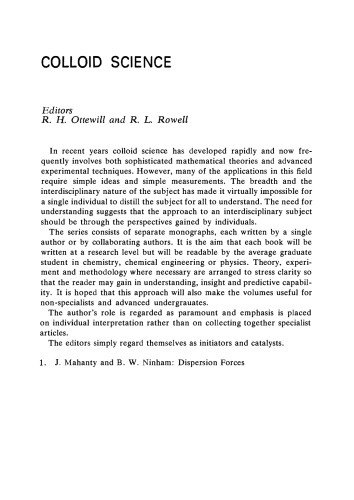 COLLOID SCIENCE
Editors
R. H. Ottewill and R. L. Rowell
In recent years colloid science has developed rapidly and now fre-
quently involves both sophisticated mathematical theories and advanced
experimental techniques. However, many of the applications in this field
require simple ideas and simple measurements. The breadth and the
interdisciplinary nature of the subject has made it virtually impossible for
a single individual to distill the subject for all to understand. The need for
understanding suggests that the approach to an interdisciplinary subject
should be through the perspectives gained by individuals.
The series consists of separate monographs, each written by a single
author or by collaborating authors. It is the aim that each book will be
written at a research level but will be readable by the average graduate
student in chemistry, chemical engineering or physics. Theory, experi-
ment and methodology where necessary are arranged to stress clarity so
that the reader may gain in understanding, insight and predictive capabil-
ity. It is hoped that this approach will also make the volumes useful for
non-specialists and advanced undergrauates.
The author's role is regarded as paramount and emphasis is placed
on individual interpretation rather than on collecting together specialist
articles.
The editors simply regard themselves as initiators and catalysts.
1. J. Mahanty and B. W. Ninham: Dispersion Forces